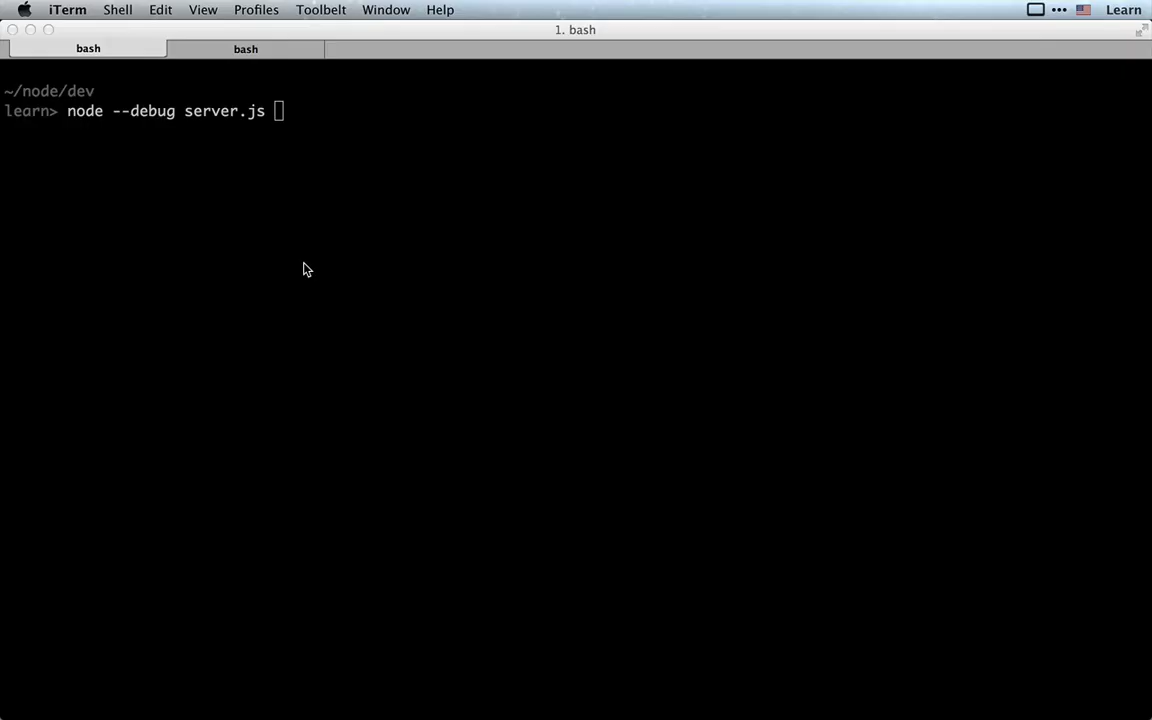 iTerm Shell Edit View Profiles Toolbelt Window Help Learn
1. bash
bash bash
~/node/dev
learn> node --debug server.js